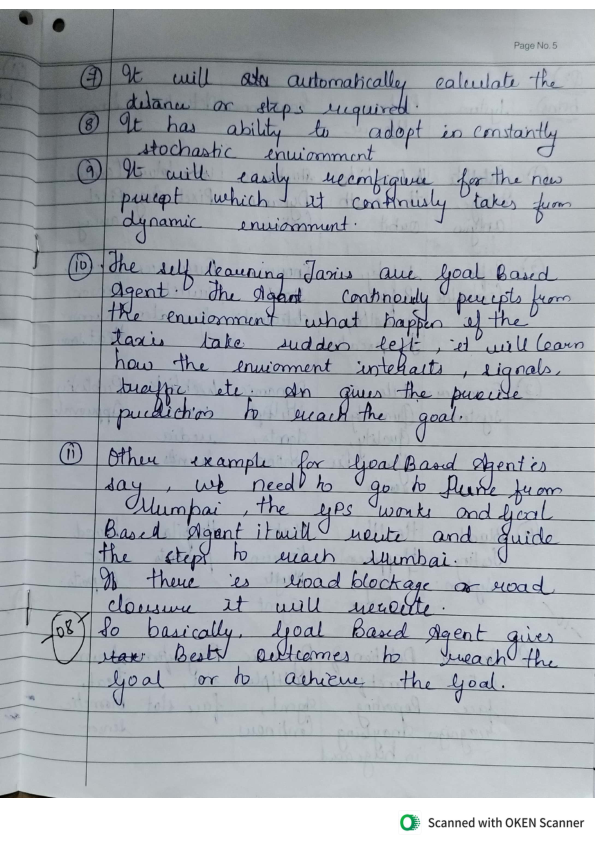 Page No. 5
⑦ It will automatically calculate the
distance or steps required.
⑧ It has ability to adopt in constantly
stochastic enviornment
⑨ It will easily reconfigure for the new
percept which it continusly takes from
dynamic enviornment.
⑩ The self learning Taxis are Goal Based
Agent. The Agent continously percepts from
the enviornment what happen if the
taxis take sudden left, it will learn
how the enviorment interacts, signals,
traffic etc. An gives the precise
prediction to reach the goal.
⑪ Other example for Goal Based Agent is
say, we need to go to Pune from
Mumbai, the GPS works and Goal
Based Agent it will route and guide
the steps to reach Mumbai.
If there is road blockage or road
closure it will reroute.
08 So basically, Goal Based Agent gives
Best outcomes to reach the
Goal or to achieve the Goal.
Scanned with OKEN Scanner